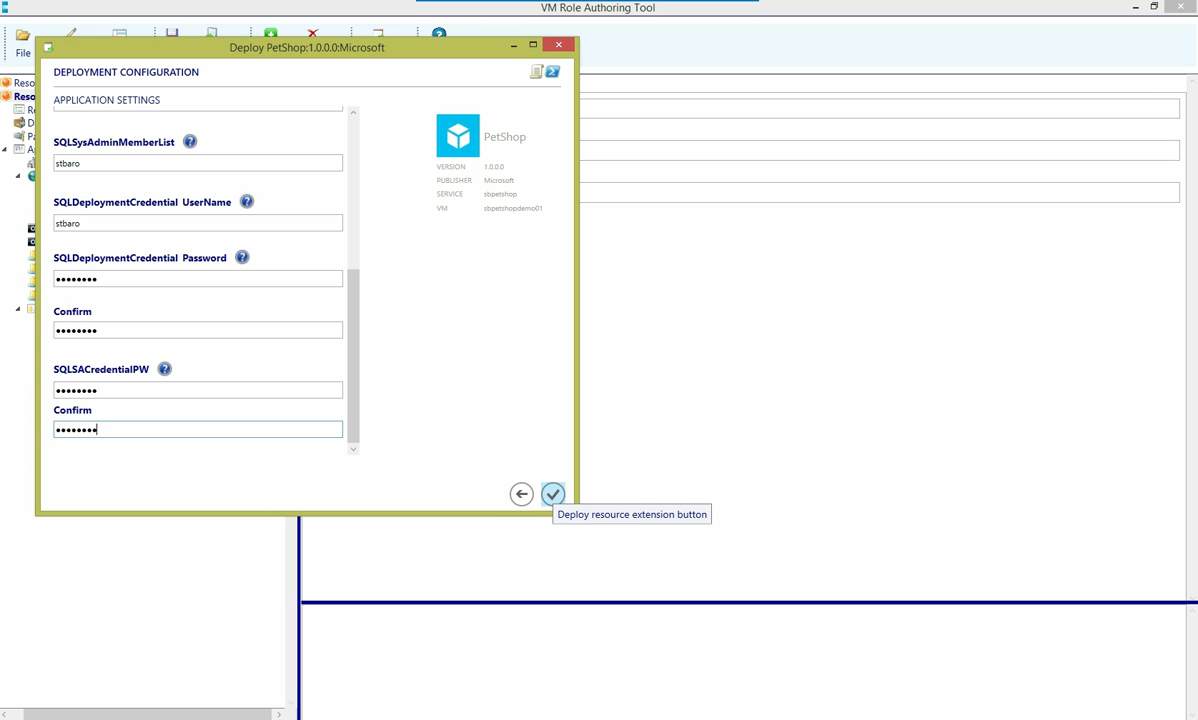 VM Role Authoring Tool
File
Deploy PetShop:1.0.0.0:Microsoft
DEPLOYMENT CONFIGURATION
APPLICATION SETTINGS
SQLSysAdminMemberList
stbaro
SQLDeploymentCredential UserName
stbaro
SQLDeploymentCredential Password
••••••••
Confirm
••••••••
SQLSACredentialPW
••••••••
Confirm
••••••••
PetShop
VERSION 1.0.0.0
PUBLISHER Microsoft
SERVICE sbpetshop
VM sbpetshopdemo01
Deploy resource extension button
Reso
Reso